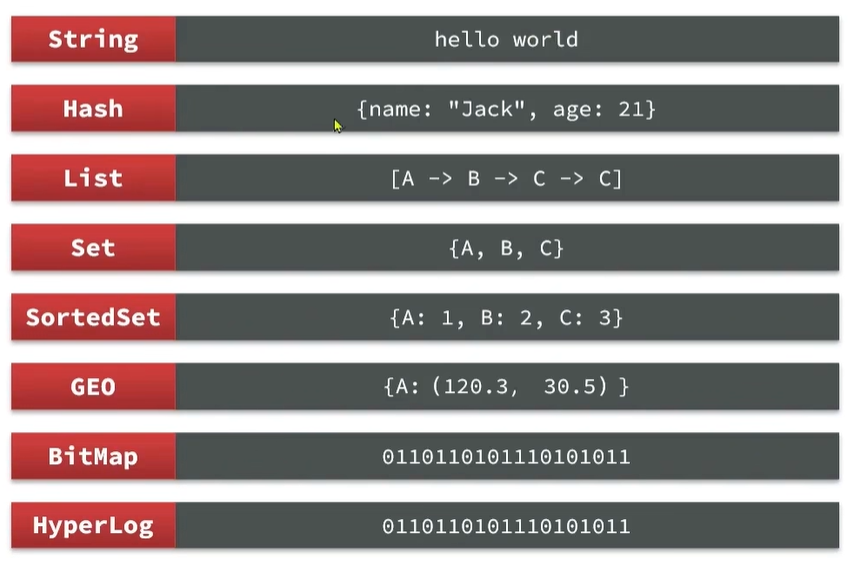 String hello world
Hash {name: "Jack", age: 21}
List [A -> B -> C -> C]
Set {A, B, C}
SortedSet {A: 1, B: 2, C: 3}
GEO {A: (120.3, 30.5) }
BitMap 0110110101110101011
HyperLog 0110110101110101011